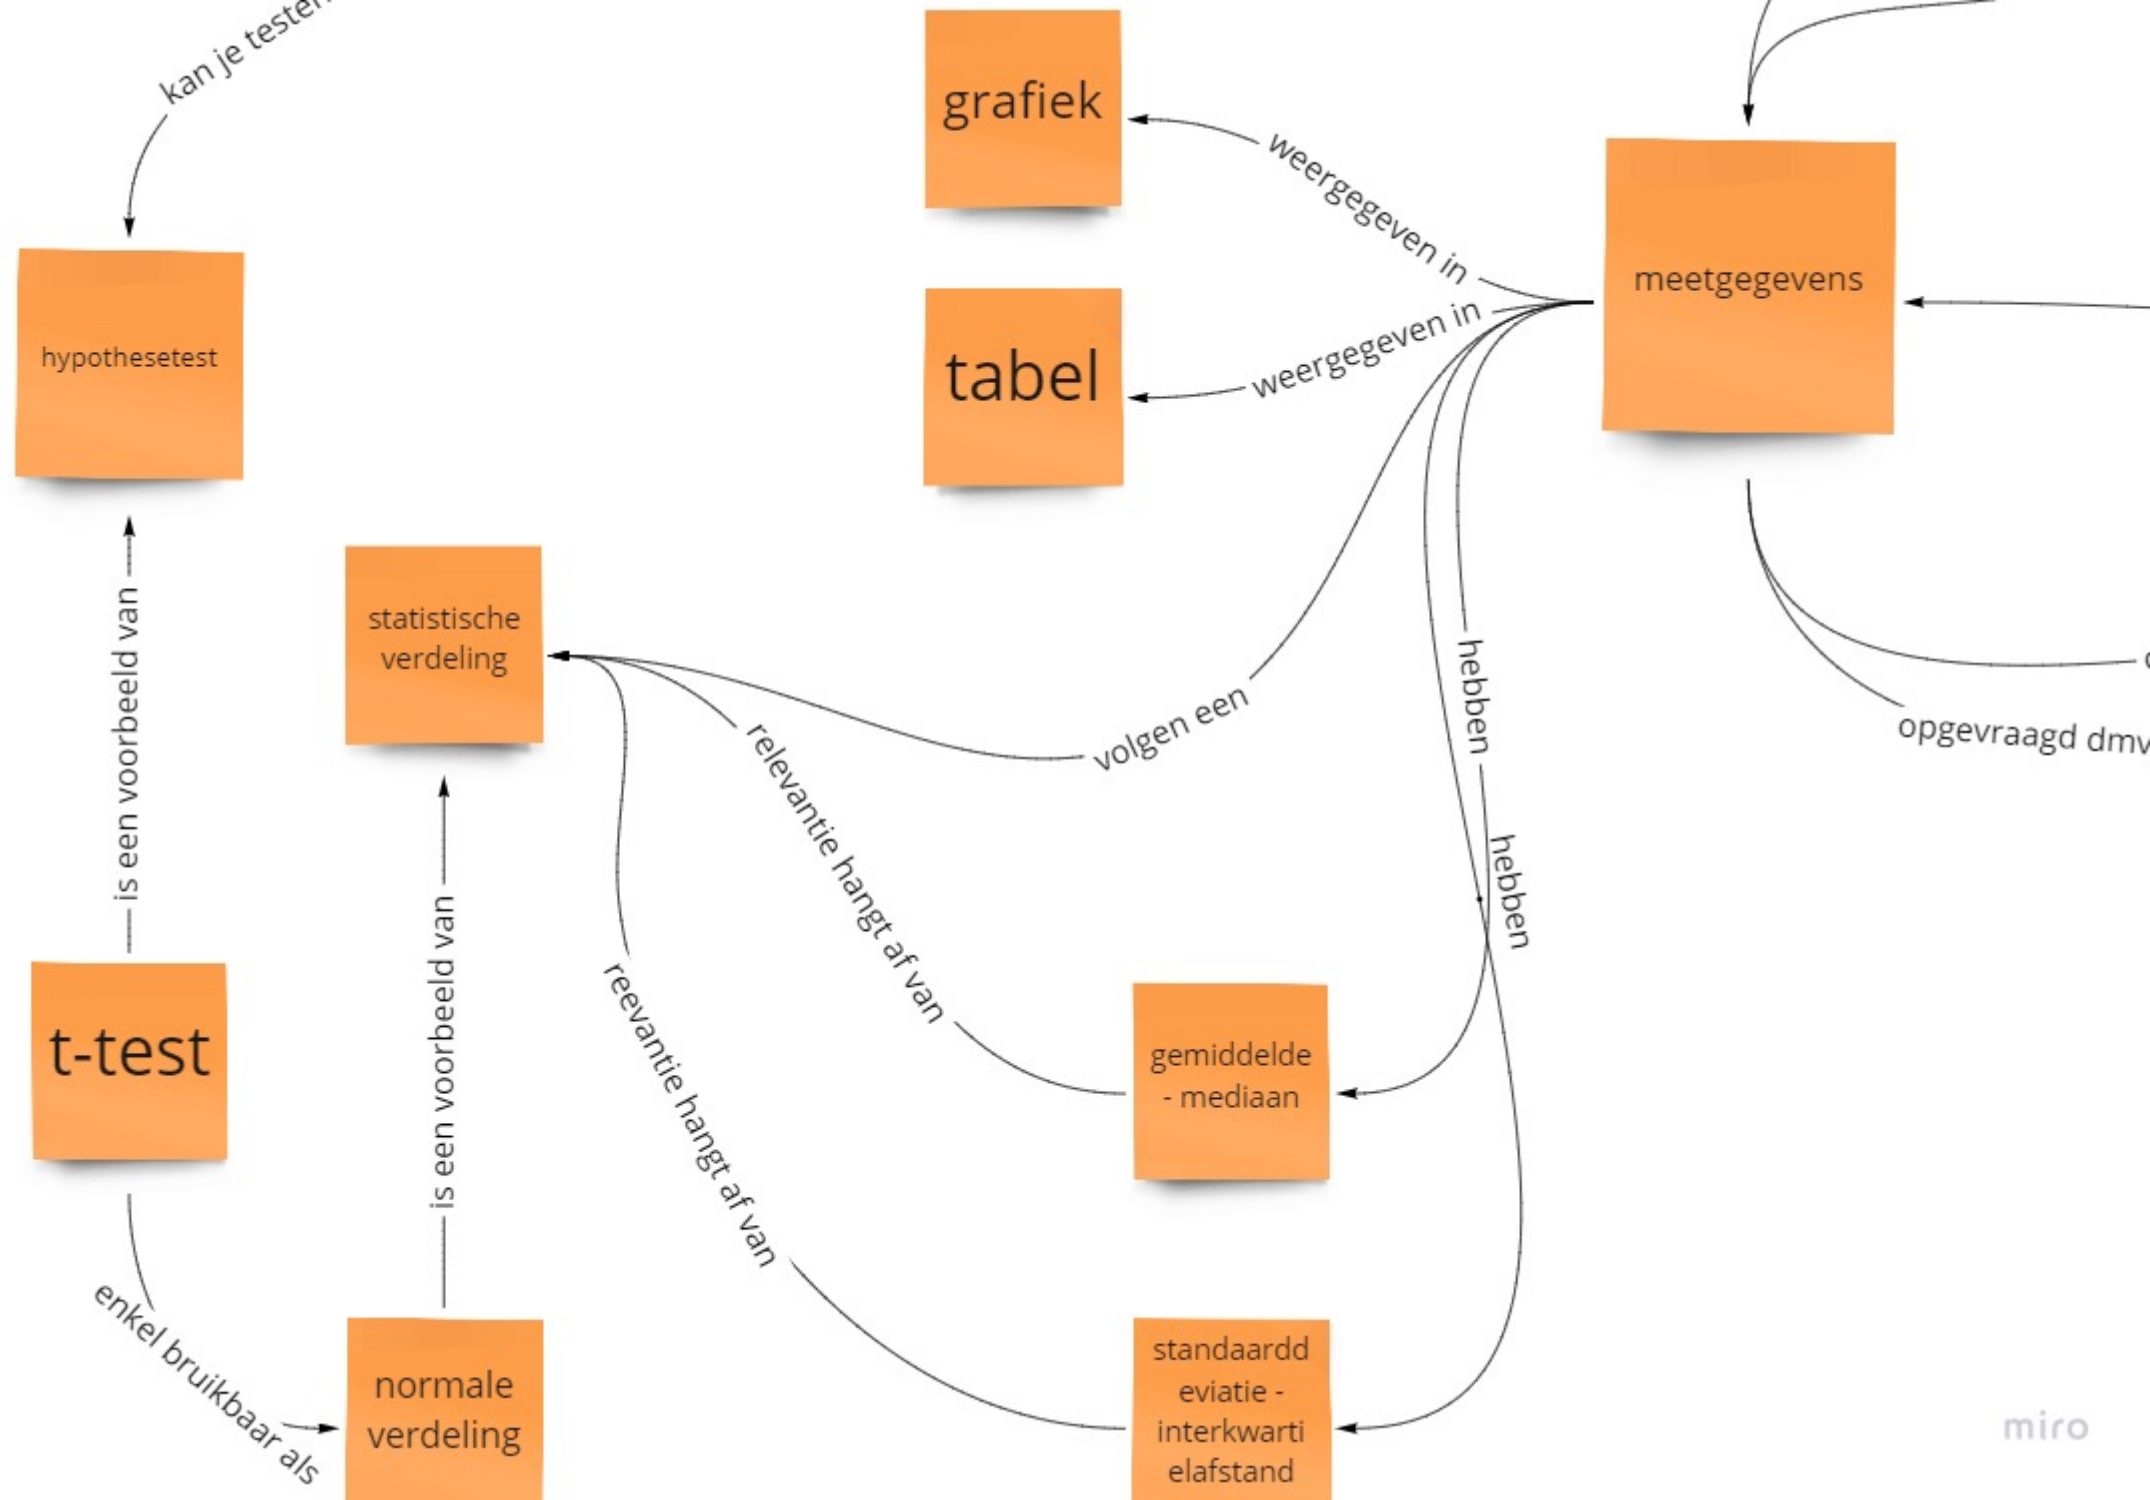 kan je testen
grafiek
weergegeven in
meetgegevens
hypothesetest
tabel
weergegeven in
is een voorbeeld van
statistische
verdeling
volgen een
hebben
opgevraagd dmv
relevantie hangt af van
hebben
is een voorbeeld van
reevantie hangt af van
t-test
gemiddelde
- mediaan
enkel bruikbaar als
normale
verdeling
standaardd
eviatie -
interkwarti
elafstand
miro